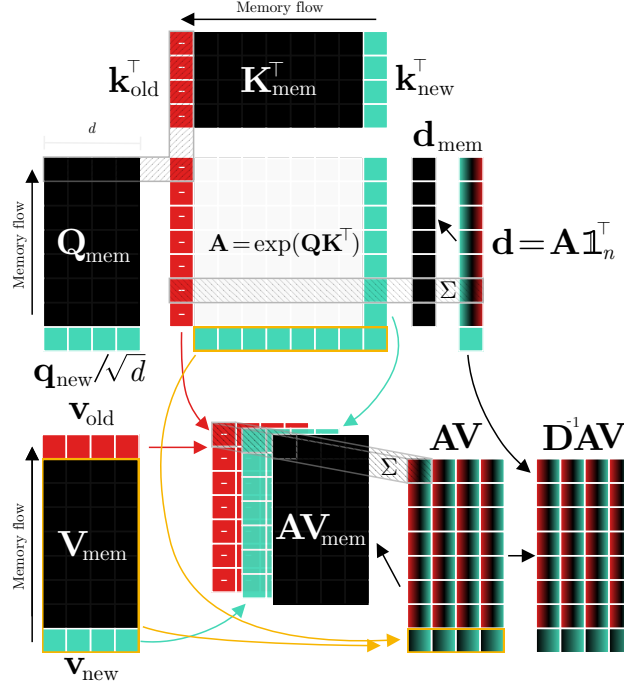 Memory flow
k⊤old
K⊤mem
k⊤new
d
dmem
Memory flow
Qmem
A = exp(QK⊤)
d = A𝟙⊤n
Σ
qnew/√d
vold
AV
D-1AV
Σ
Memory flow
Vmem
AVmem
vnew